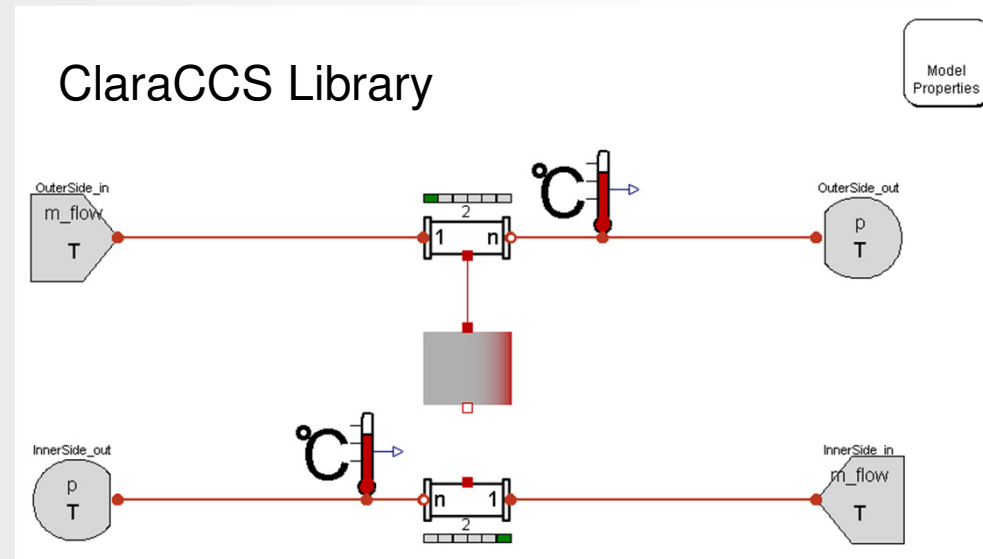 ClaraCCS Library
Model
Properties
OuterSide_in
m_flow
T
2
1 n
°C
OuterSide_out
p
T
InnerSide_out
p
T
°C
n 1
2
InnerSide_in
m_flow
T